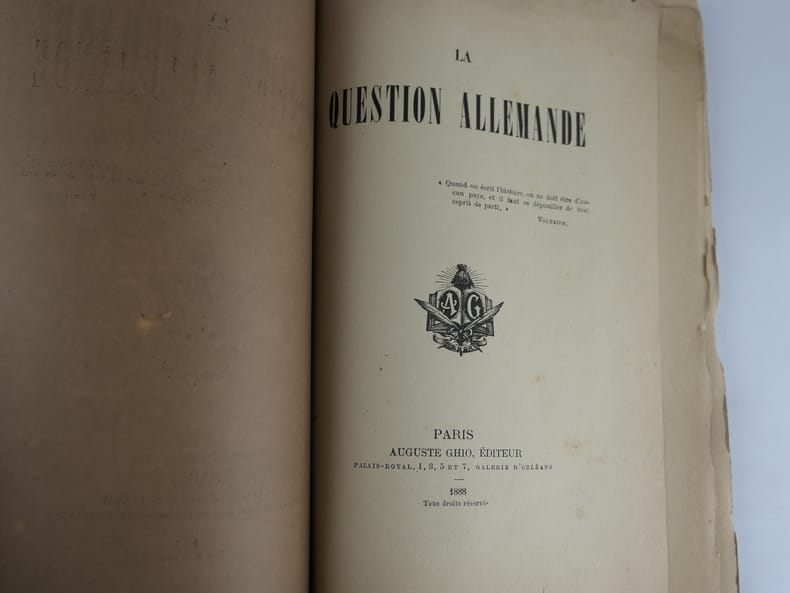 LA
QUESTION ALLEMANDE
« Quand on écrit l'histoire, on ne doit être d'au-
cun pays, et il faut se dépouiller de tout
esprit de parti. »
VOLTAIRE.
A G
PARIS
AUGUSTE GHIO, ÉDITEUR
PALAIS-ROYAL, 1, 3, 5 ET 7, GALERIE D'ORLÉANS
1888
Tous droits réservés